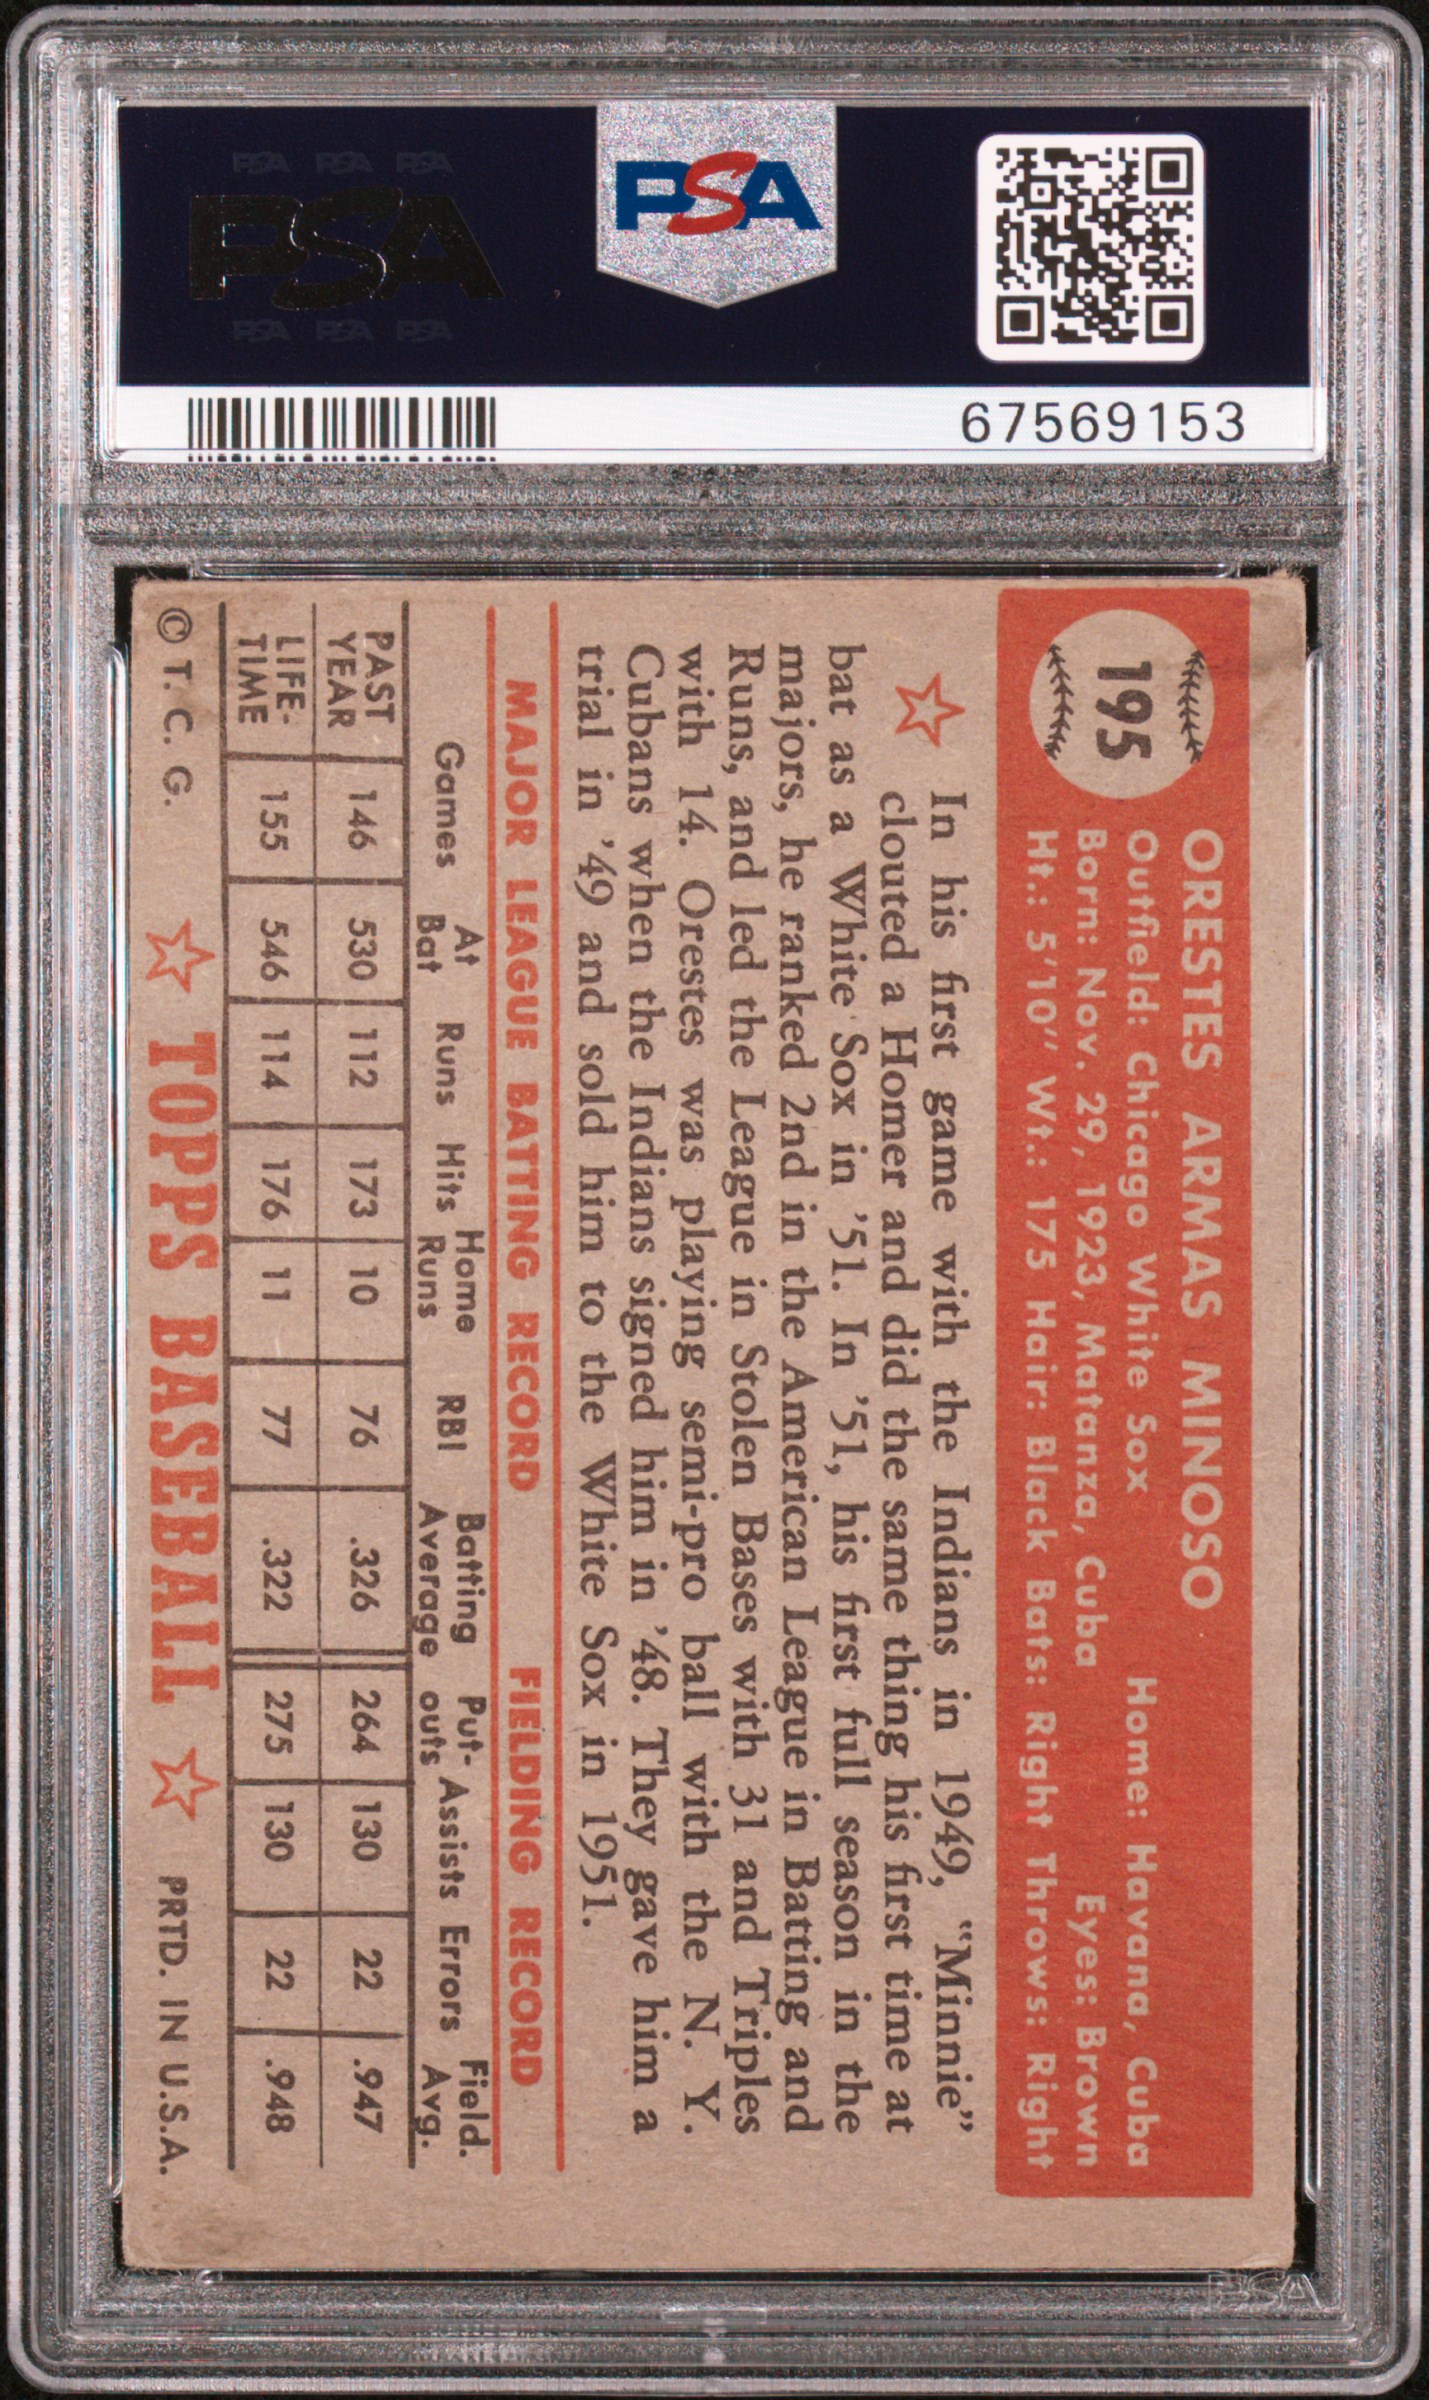 PSA PSA PSA
PSA
PSA PSA PSA
PSA
67569153
195
ORESTES ARMAS MINOSO
Outfield: Chicago White Sox Home: Havana, Cuba
Born: Nov. 29, 1923, Matanza, Cuba Eyes: Brown
Ht.: 5'10" Wt.: 175 Hair: Black Bats: Right Throws: Right
In his first game with the Indians in 1949, “Minnie”
clouted a Homer and did the same thing his first time at
bat as a White Sox in ’51. In ’51, his first full season in the
majors, he ranked 2nd in the American League in Batting and
Runs, and led the League in Stolen Bases with 31 and Triples
with 14. Orestes was playing semi-pro ball with the N. Y.
Cubans when the Indians signed him in ’48. They gave him a
trial in ’49 and sold him to the White Sox in 1951.
MAJOR LEAGUE BATTING RECORD FIELDING RECORD
Games At Bat Runs Hits Home Runs RBI Batting Average Put-outs Assists Errors Field. Avg.
PAST YEAR 146 530 112 173 10 76 .326 264 130 22 .947
LIFE-TIME 155 546 114 176 11 77 .322 275 130 22 .948
© T. C. G. TOPPS BASEBALL PRTD. IN U.S.A.
PSA